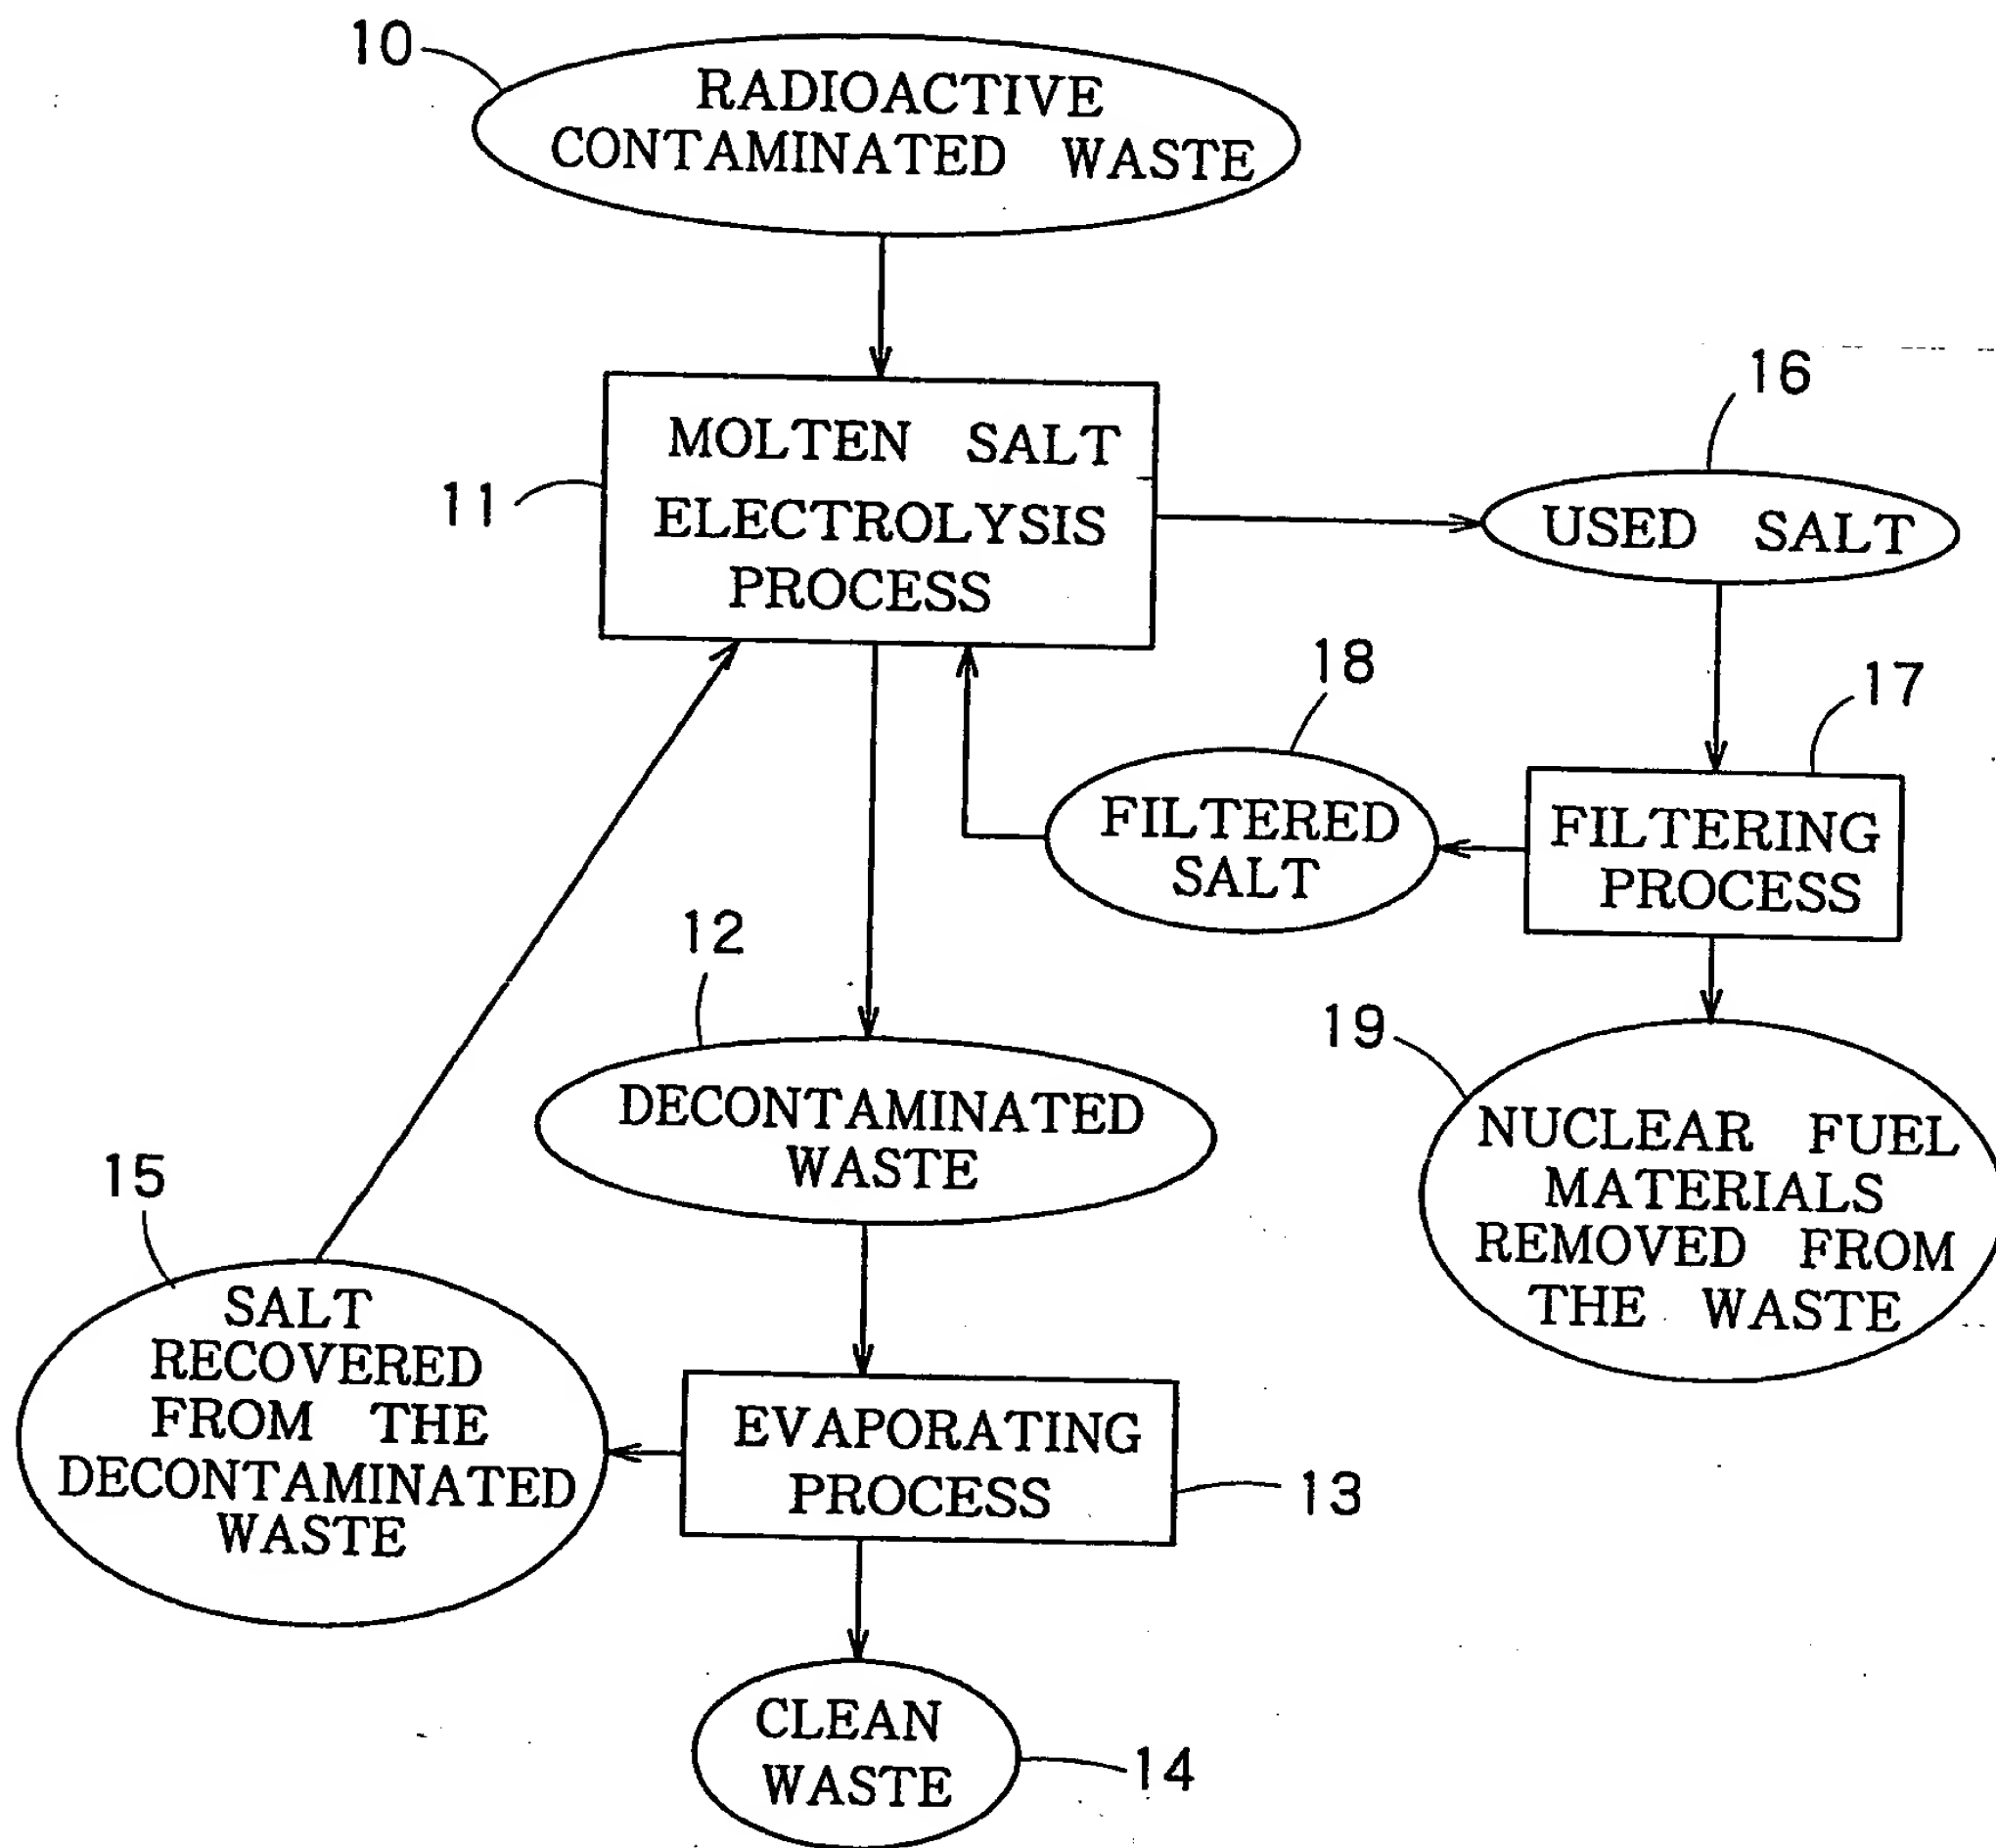 10
RADIOACTIVE
CONTAMINATED WASTE
11
MOLTEN SALT
ELECTROLYSIS
PROCESS
16
USED SALT
18
FILTERED
SALT
17
FILTERING
PROCESS
12
DECONTAMINATED
WASTE
19
NUCLEAR FUEL
MATERIALS
REMOVED FROM
THE WASTE
15
SALT
RECOVERED
FROM THE
DECONTAMINATED
WASTE
EVAPORATING
PROCESS
13
CLEAN
WASTE
14